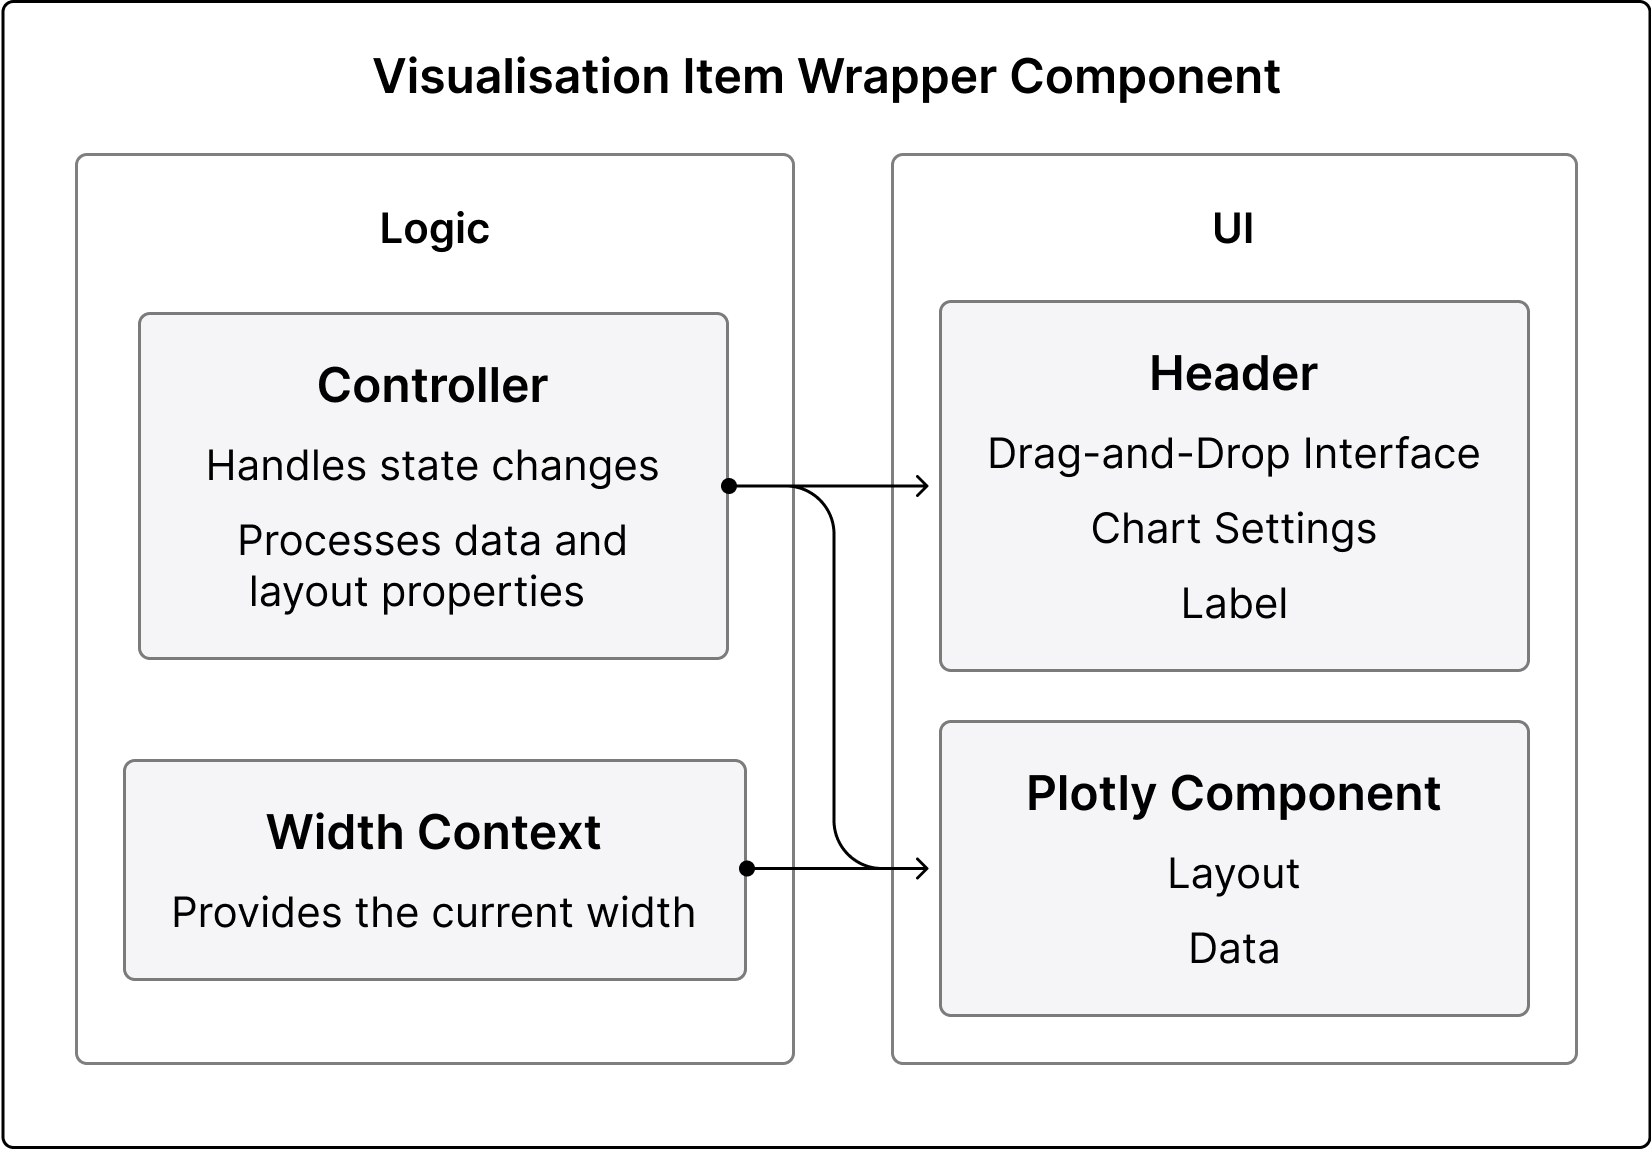 Visualisation Item Wrapper Component
Logic
Controller
Handles state changes
Processes data and
layout properties
Width Context
Provides the current width
UI
Header
Drag-and-Drop Interface
Chart Settings
Label
Plotly Component
Layout
Data